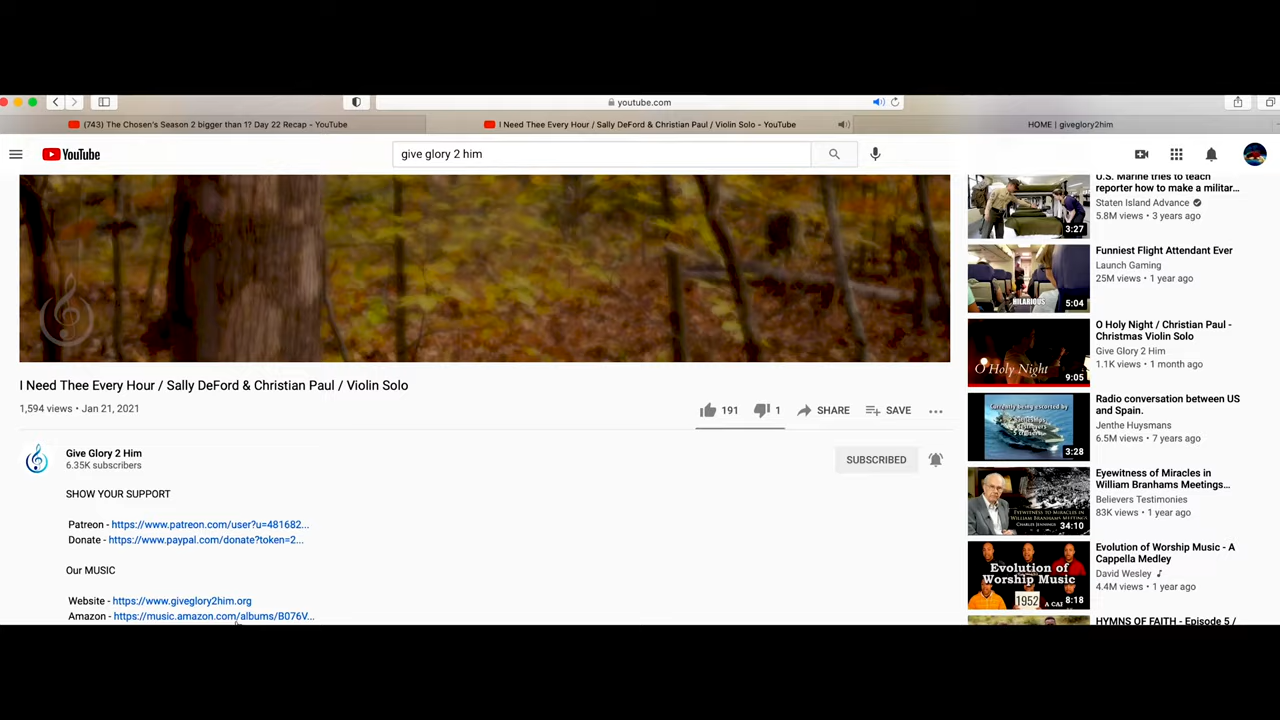 youtube.com
(743) The Chosen's Season 2 bigger than 1? Day 22 Recap - YouTube
I Need Thee Every Hour / Sally DeFord & Christian Paul / Violin Solo - YouTube
HOME | giveglory2him
YouTube
give glory 2 him
I Need Thee Every Hour / Sally DeFord & Christian Paul / Violin Solo
1,594 views • Jan 21, 2021
191
1
SHARE
SAVE
Give Glory 2 Him
6.35K subscribers
SUBSCRIBED
SHOW YOUR SUPPORT
Patreon - https://www.patreon.com/user?u=481682...
Donate - https://www.paypal.com/donate?token=2...
Our MUSIC
Website - https://www.giveglory2him.org
Amazon - https://music.amazon.com/albums/B076V...
U.S. Marine tries to teach
reporter how to make a militar...
Staten Island Advance
5.8M views • 3 years ago
3:27
Funniest Flight Attendant Ever
Launch Gaming
25M views • 1 year ago
HILARIOUS
5:04
O Holy Night / Christian Paul -
Christmas Violin Solo
Give Glory 2 Him
1.1K views • 1 month ago
O Holy Night
9:05
Radio conversation between US
and Spain.
Jenthe Huysmans
6.5M views • 7 years ago
3:28
Eyewitness of Miracles in
William Branhams Meetings...
Believers Testimonies
83K views • 1 year ago
34:10
Evolution of Worship Music - A
Cappella Medley
David Wesley
4.4M views • 1 year ago
Evolution of
Worship Music
1952
8:18
HYMNS OF FAITH - Episode 5 /